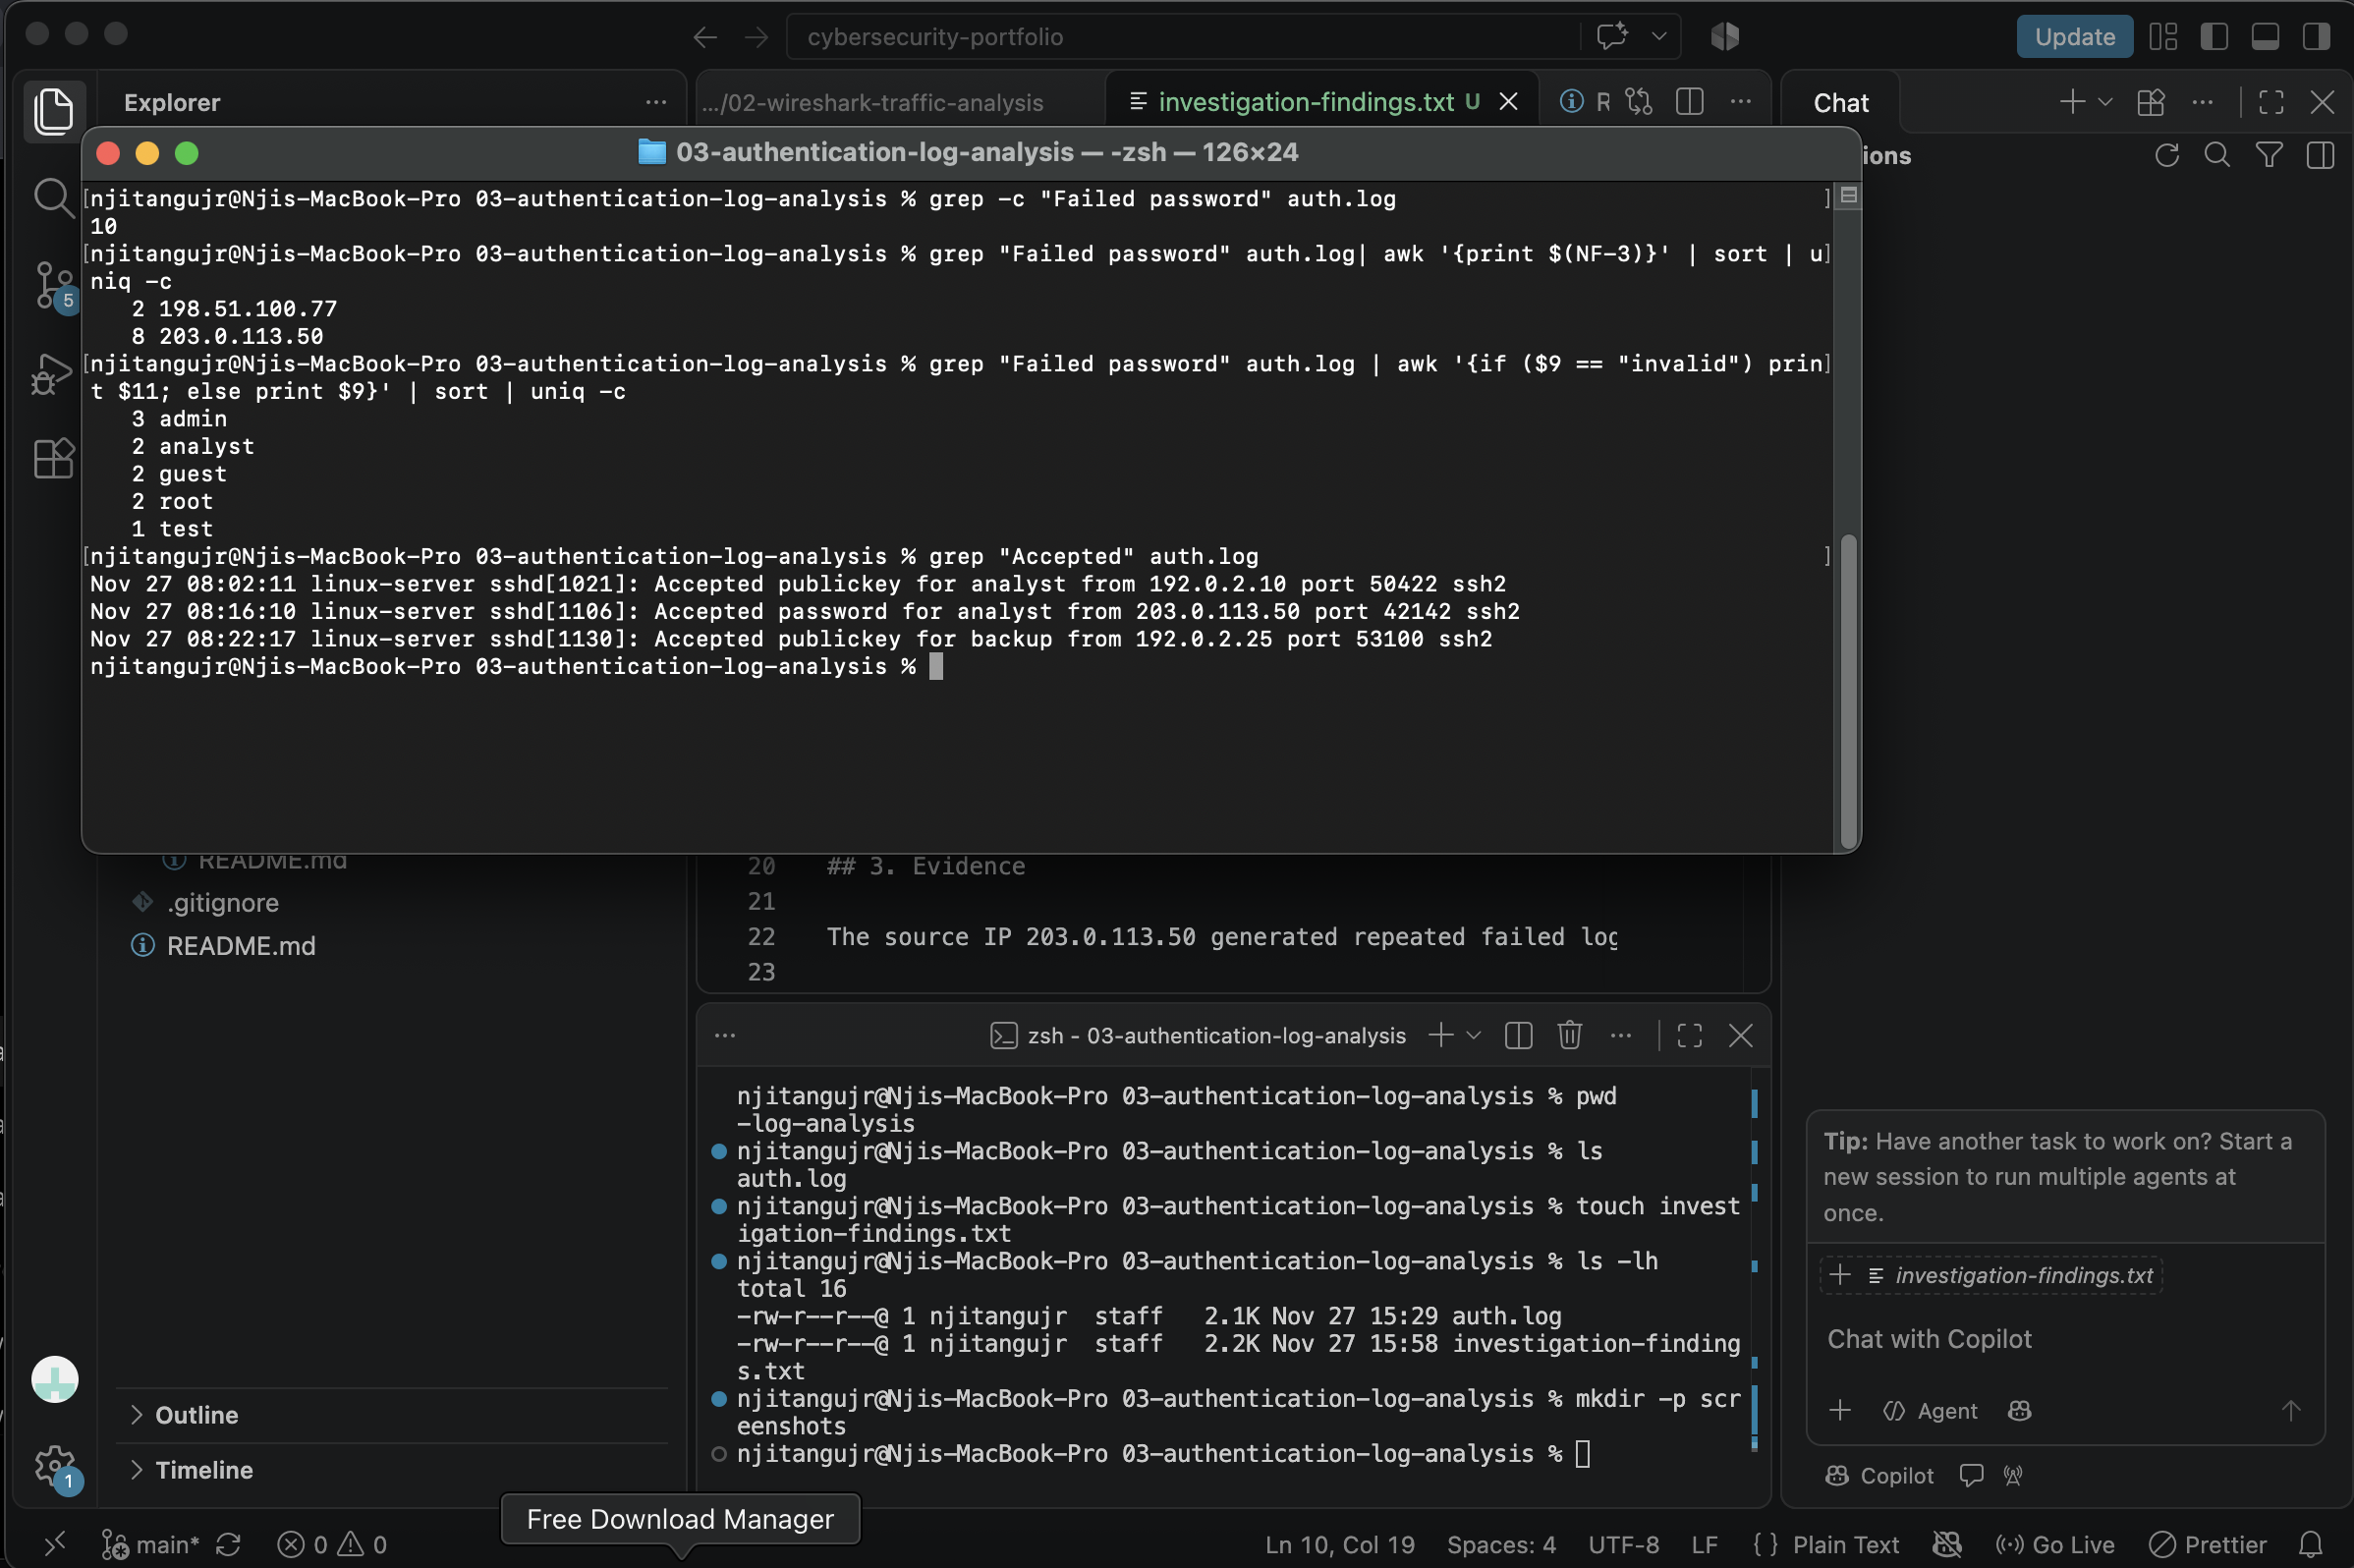 cybersecurity-portfolio
Update
Explorer
.../02-wireshark-traffic-analysis
investigation-findings.txt U
R
Chat
03-authentication-log-analysis — -zsh — 126×24
ions
[njitangujr@Njis-MacBook-Pro 03-authentication-log-analysis % grep -c "Failed password" auth.log ]
10
[njitangujr@Njis-MacBook-Pro 03-authentication-log-analysis % grep "Failed password" auth.log| awk '{print $(NF-3)}' | sort | u]
niq -c
2 198.51.100.77
8 203.0.113.50
[njitangujr@Njis-MacBook-Pro 03-authentication-log-analysis % grep "Failed password" auth.log | awk '{if ($9 == "invalid") prin]
t $11; else print $9}' | sort | uniq -c
3 admin
2 analyst
2 guest
2 root
1 test
[njitangujr@Njis-MacBook-Pro 03-authentication-log-analysis % grep "Accepted" auth.log ]
Nov 27 08:02:11 linux-server sshd[1021]: Accepted publickey for analyst from 192.0.2.10 port 50422 ssh2
Nov 27 08:16:10 linux-server sshd[1106]: Accepted password for analyst from 203.0.113.50 port 42142 ssh2
Nov 27 08:22:17 linux-server sshd[1130]: Accepted publickey for backup from 192.0.2.25 port 53100 ssh2
njitangujr@Njis-MacBook-Pro 03-authentication-log-analysis %
5
README.md
.gitignore
README.md
20 ## 3. Evidence
21
22 The source IP 203.0.113.50 generated repeated failed log
23
zsh - 03-authentication-log-analysis
njitangujr@Njis-MacBook-Pro 03-authentication-log-analysis % pwd
-log-analysis
njitangujr@Njis-MacBook-Pro 03-authentication-log-analysis % ls
auth.log
njitangujr@Njis-MacBook-Pro 03-authentication-log-analysis % touch invest
igation-findings.txt
njitangujr@Njis-MacBook-Pro 03-authentication-log-analysis % ls -lh
total 16
-rw-r--r--@ 1 njitangujr staff 2.1K Nov 27 15:29 auth.log
-rw-r--r--@ 1 njitangujr staff 2.2K Nov 27 15:58 investigation-finding
s.txt
njitangujr@Njis-MacBook-Pro 03-authentication-log-analysis % mkdir -p scr
eenshots
njitangujr@Njis-MacBook-Pro 03-authentication-log-analysis %
Tip: Have another task to work on? Start a
new session to run multiple agents at
once.
investigation-findings.txt
Chat with Copilot
Agent
Copilot
Outline
Timeline
1
Free Download Manager
main*
0
0
Ln 10, Col 19
Spaces: 4
UTF-8
LF
{ } Plain Text
Go Live
Prettier